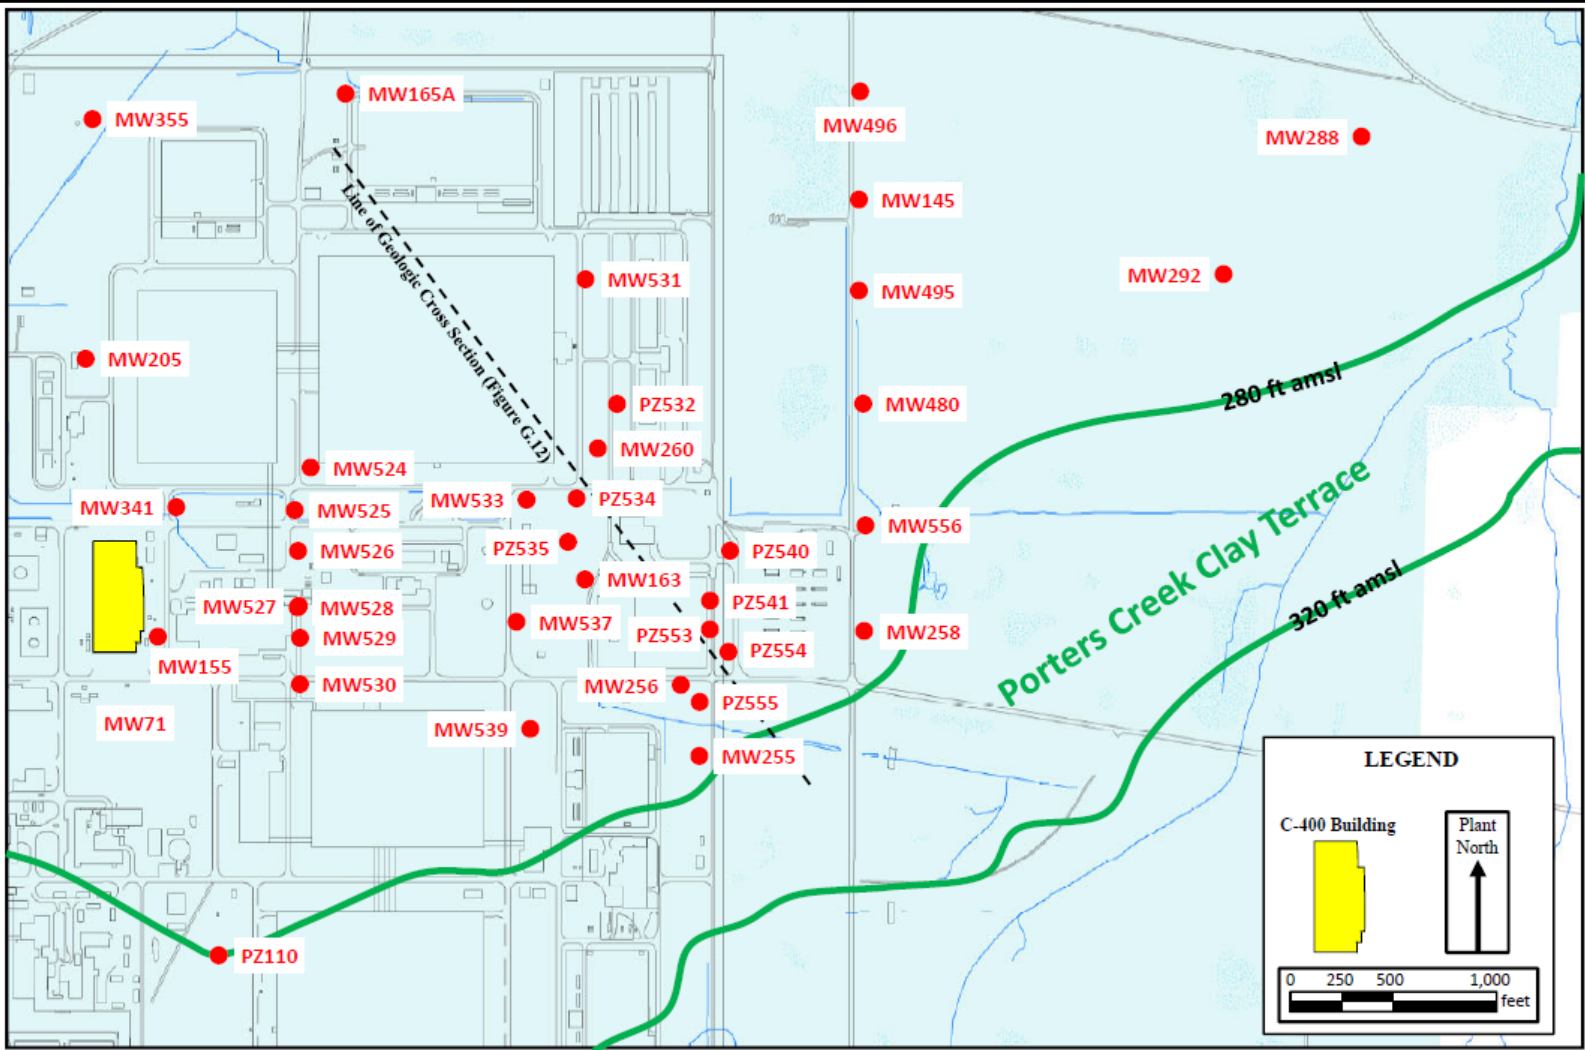 MW165A
MW355
MW496
MW288
MW145
Line of Geologic Cross Section (Figure G.12)
MW531
MW292
MW495
MW205
280 ft amsl
PZ532
MW480
MW260
MW524
MW533
PZ534
MW341
MW525
MW556
PZ535
PZ540
MW526
Porters Creek Clay Terrace
MW163
320 ft amsl
PZ541
MW527
MW528
MW537
PZ553
MW258
MW529
PZ554
MW155
MW530
MW256
PZ555
MW71
MW539
MW255
PZ110
LEGEND
C-400 Building
Plant
North
0 250 500 1,000
feet